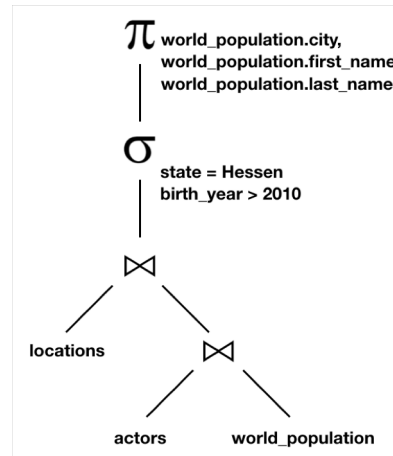 π world_population.city,
world_population.first_name
world_population.last_name
σ
state = Hessen
birth_year > 2010
⋈
locations
⋈
actors world_population